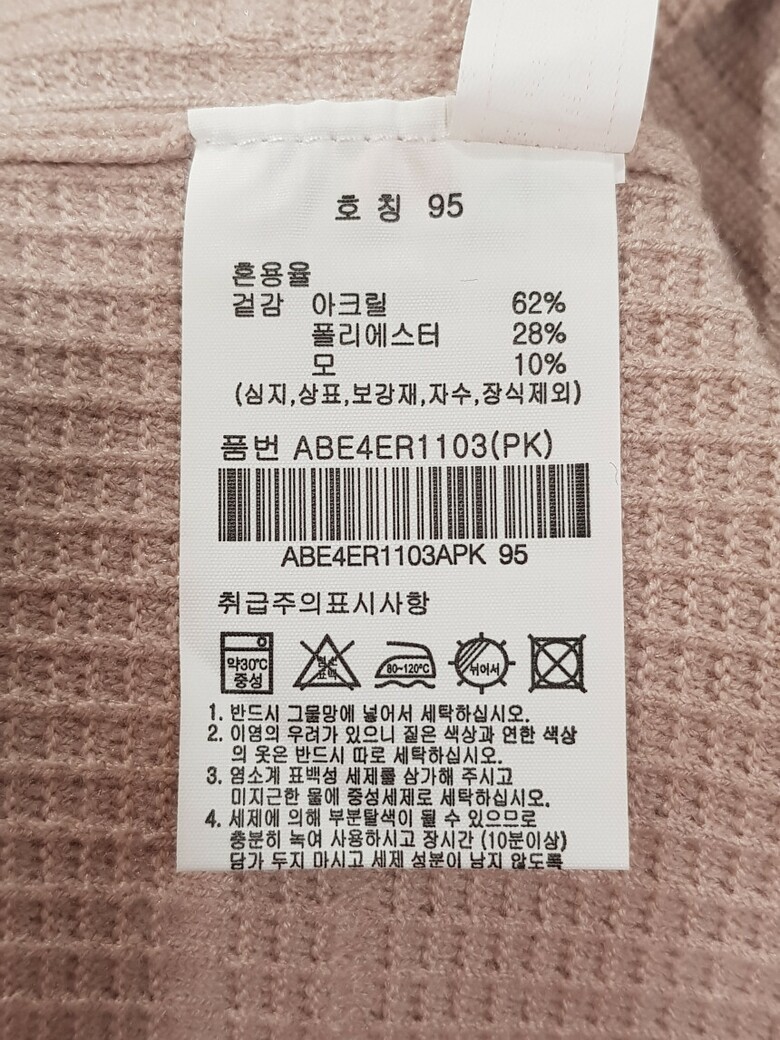 호칭 95
혼용율
겉감 아크릴 62%
폴리에스터 28%
모 10%
(심지,상표,보강재,자수,장식제외)
품번 ABE4ER1103(PK)
ABE4ER1103APK 95
취급주의표시사항
약30℃ 중성
염소 표백
80~120℃
뉘어서
1. 반드시 그물망에 넣어서 세탁하십시오.
2. 이염의 우려가 있으니 짙은 색상과 연한 색상
의 옷은 반드시 따로 세탁하십시오.
3. 염소계 표백성 세제를 삼가해 주시고
미지근한 물에 중성세제로 세탁하십시오.
4. 세제에 의해 부분탈색이 될 수 있으므로
충분히 녹여 사용하시고 장시간 (10분이상)
담가 두지 마시고 세제 성분이 남지 않도록